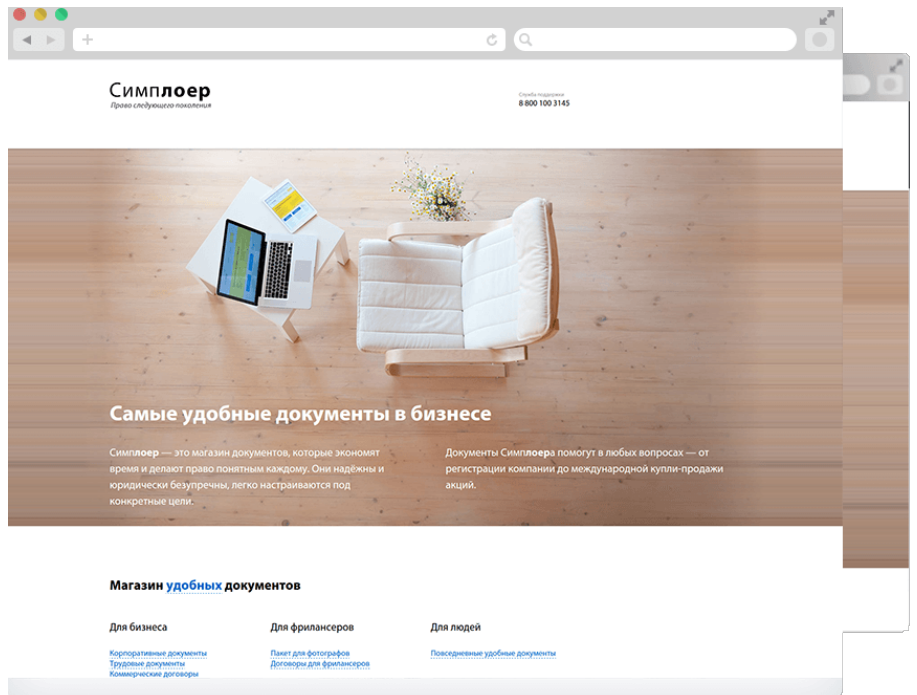 Симплоер
Право следующего поколения
Служба поддержки
8 800 100 3145
Самые удобные документы в бизнесе
Симплоер — это магазин документов, которые экономят
время и делают право понятным каждому. Они надёжны и
юридически безупречны, легко настраиваются под
конкретные цели.
Документы Симплоера помогут в любых вопросах — от
регистрации компании до международной купли-продажи
акций.
Магазин удобных документов
Для бизнеса
Корпоративные документы
Трудовые документы
Коммерческие договоры
Для фрилансеров
Пакет для фотографов
Договоры для фрилансеров
Для людей
Повседневные удобные документы